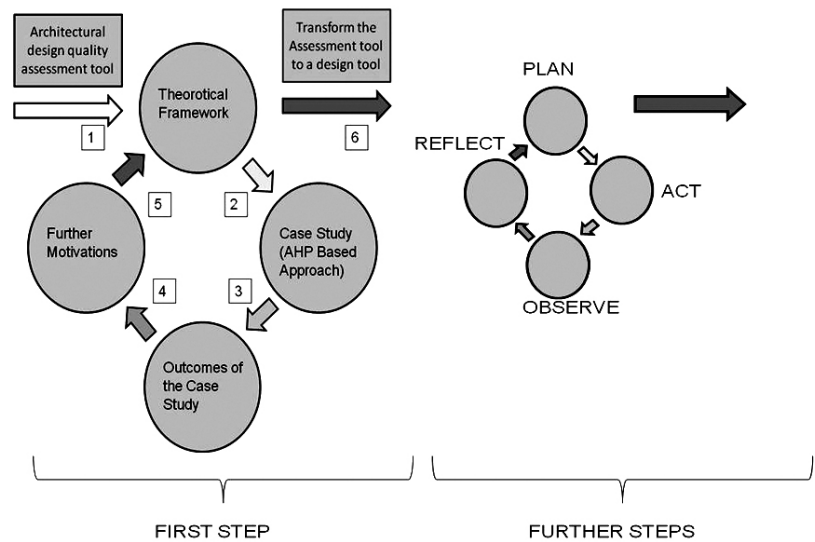 Architectural
design quality
assessment tool
Transform the
Assessment tool
to a design tool
Theorotical
Framework
1
6
5
2
Further
Motivations
Case Study
(AHP Based
Approach)
4
3
Outcomes of
the Case
Study
FIRST STEP
PLAN
REFLECT
ACT
OBSERVE
FURTHER STEPS